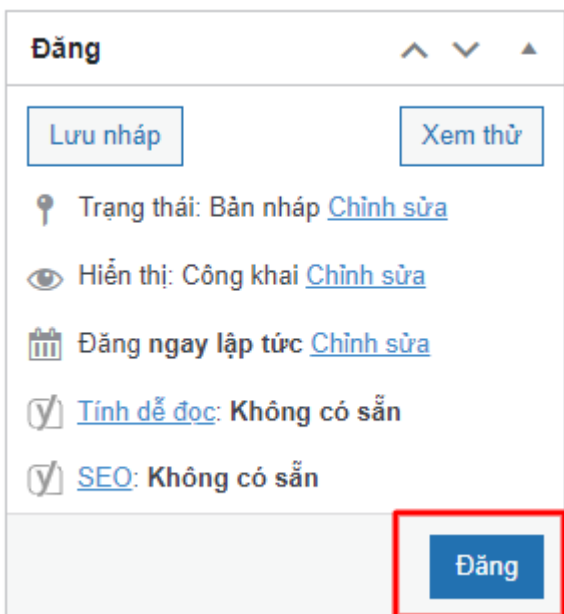 Đăng
Lưu nháp Xem thử
Trạng thái: Bản nháp Chỉnh sửa
Hiển thị: Công khai Chỉnh sửa
Đăng ngay lập tức Chỉnh sửa
Tính dễ đọc: Không có sẵn
SEO: Không có sẵn
Đăng